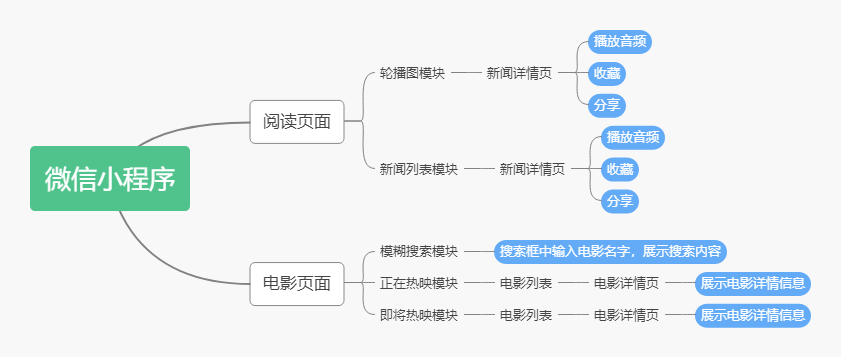 微信小程序
阅读页面
轮播图模块
新闻详情页
播放音频
收藏
分享
新闻列表模块
新闻详情页
播放音频
收藏
分享
电影页面
模糊搜索模块
搜索框中输入电影名字，展示搜索内容
正在热映模块
电影列表
电影详情页
展示电影详情信息
即将热映模块
电影列表
电影详情页
展示电影详情信息